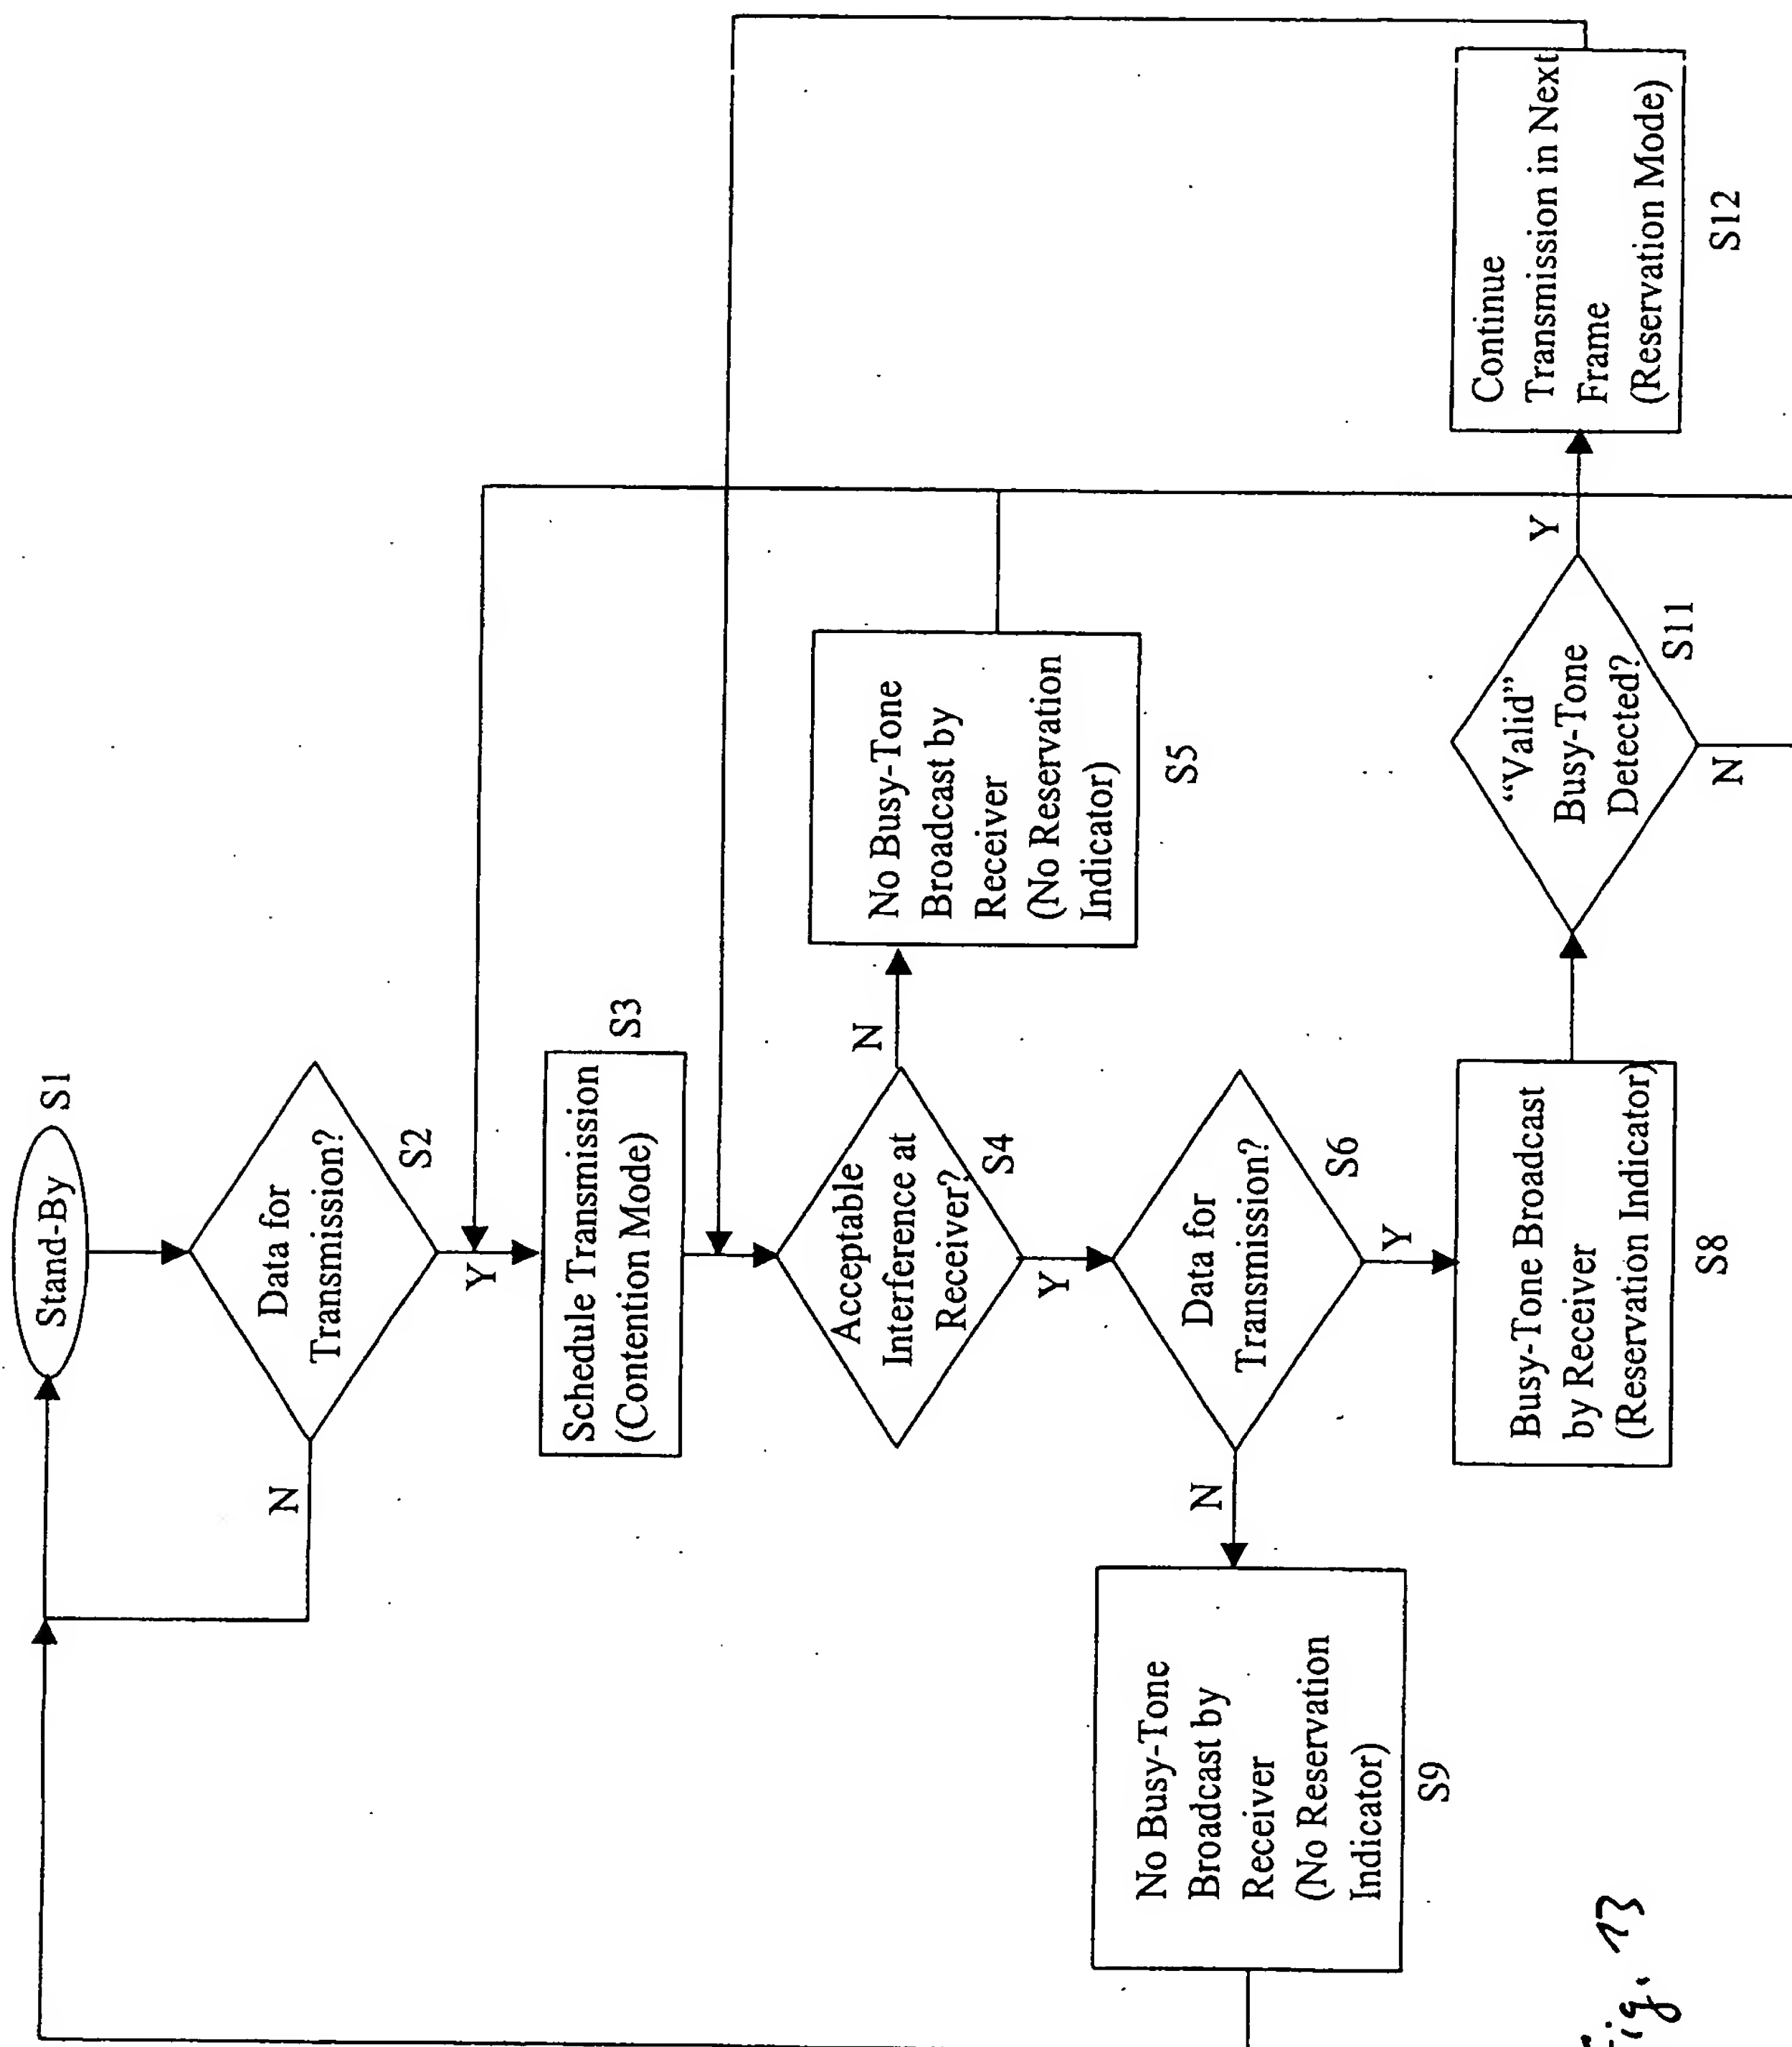 Stand-By
S1
Data for
Transmission?
S2
N
Y
Schedule Transmission
(Contention Mode)
S3
Acceptable
Interference at
Receiver?
S4
N
Y
No Busy-Tone
Broadcast by
Receiver
(No Reservation
Indicator)
S5
Data for
Transmission?
S6
N
Y
No Busy-Tone
Broadcast by
Receiver
(No Reservation
Indicator)
S9
Busy-Tone Broadcast
by Receiver
(Reservation Indicator)
S8
“Valid”
Busy-Tone
Detected?
S11
Y
N
Continue
Transmission in Next
Frame
(Reservation Mode)
S12
Fig. 13